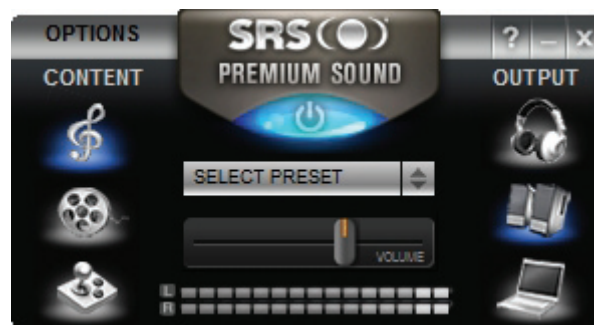 OPTIONS
SRS
PREMIUM SOUND
? – X
CONTENT
OUTPUT
SELECT PRESET
VOLUME
L
R